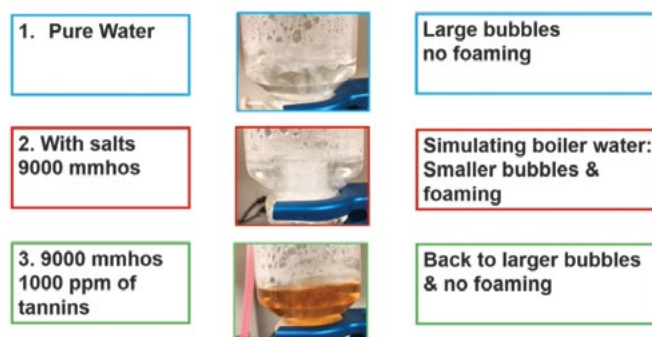 1. Pure Water
Large bubbles
no foaming
2. With salts
9000 mmhos
Simulating boiler water:
Smaller bubbles &
foaming
3. 9000 mmhos
1000 ppm of
tannins
Back to larger bubbles
& no foaming